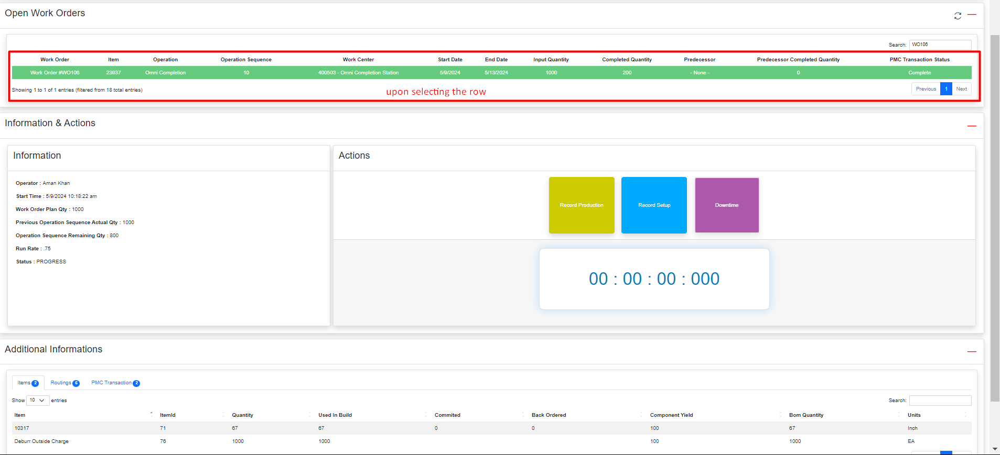 Open Work Orders
Search: WO106
Work Order Item Operation Operation Sequence Work Center Start Date End Date Input Quantity Completed Quantity Predecessor Predecessor Completed Quantity PMC Transaction Status
Work Order #WO106 23937 Omni Completion 10 400503 - Omni Completion Station 5/9/2024 5/13/2024 1000 200 - None - 0 Complete
Showing 1 to 1 of 1 entries (filtered from 18 total entries) upon selecting the row Previous 1 Next
Information & Actions
Information
Operator : Aman Khan
Start Time : 5/9/2024 10:18:22 am
Work Order Plan Qty : 1000
Previous Operation Sequence Actual Qty : 1000
Operation Sequence Remaining Qty : 800
Run Rate : .75
Status : PROGRESS
Actions
Record Production Record Setup Downtime
00 : 00 : 00 : 000
Additional Informations
Items 2 Routings 6 PMC Transaction 2
Show 10 entries Search:
Item ItemId Quantity Used In Build Commited Back Ordered Component Yield Bom Quantity Units
10317 71 67 67 0 0 100 67 Inch
Deburr Outside Charge 76 1000 1000 100 1000 EA